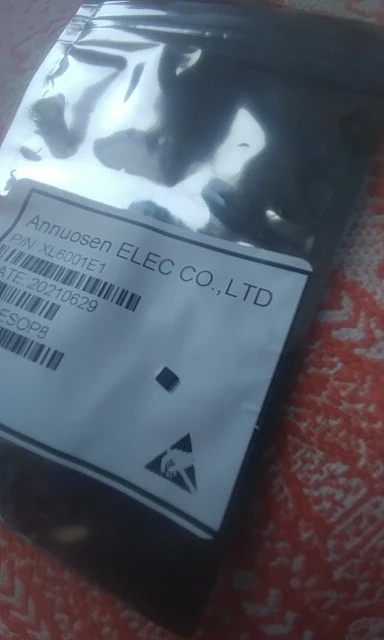 Annuosen ELEC CO.,LTD
P/N: XL6001E1
ATE: 20210629
ESOP8